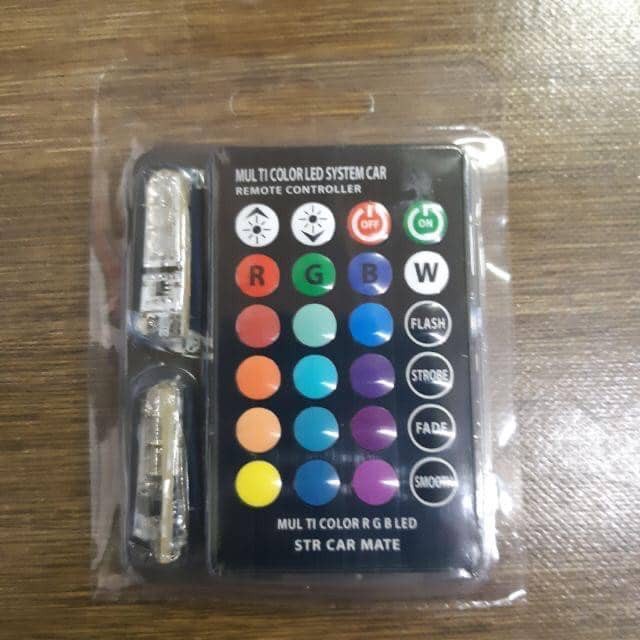 MUL TI COLOR LED SYSTEM CAR
REMOTE CONTROLLER
OFF ON
R G B W
FLASH
STROBE
FADE
SMOOTH
MUL TI COLOR R G B LED
STR CAR MATE